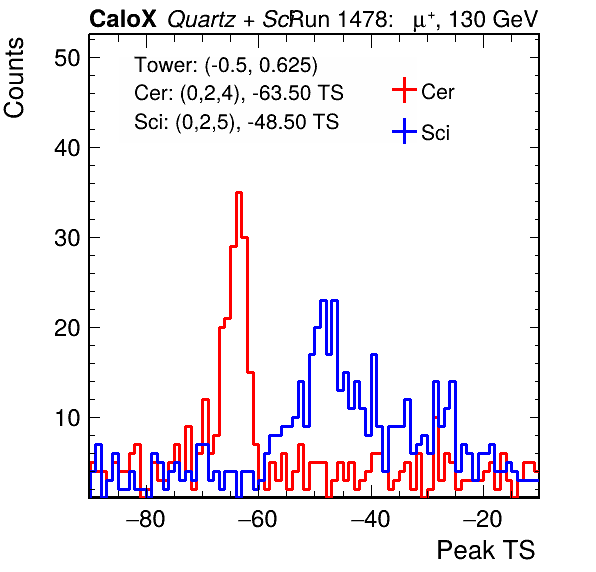 CaloX Quartz + ScRun 1478: μ+, 130 GeV
Counts
Tower: (-0.5, 0.625)
Cer: (0,2,4), -63.50 TS
Sci: (0,2,5), -48.50 TS
Cer
Sci
50
40
30
20
10
−80 −60 −40 −20
Peak TS